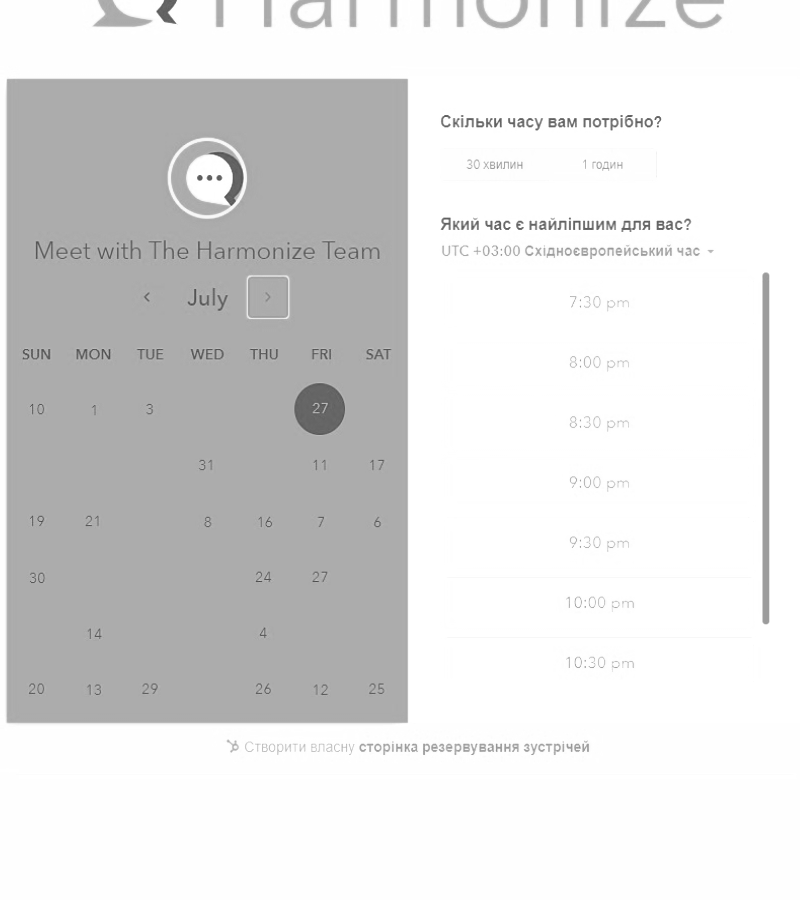 Harmonize
Meet with The Harmonize Team
July
SUN MON TUE WED THU FRI SAT
10 1 3 27
31 11 17
19 21 8 16 7 6
30 24 27
14 4
20 13 29 26 12 25
Скільки часу вам потрібно?
30 хвилин 1 годин
Який час є найліпшим для вас?
UTC +03:00 Східноєвропейський час
7:30 pm
8:00 pm
8:30 pm
9:00 pm
9:30 pm
10:00 pm
10:30 pm
Створити власну сторінка резервування зустрічей